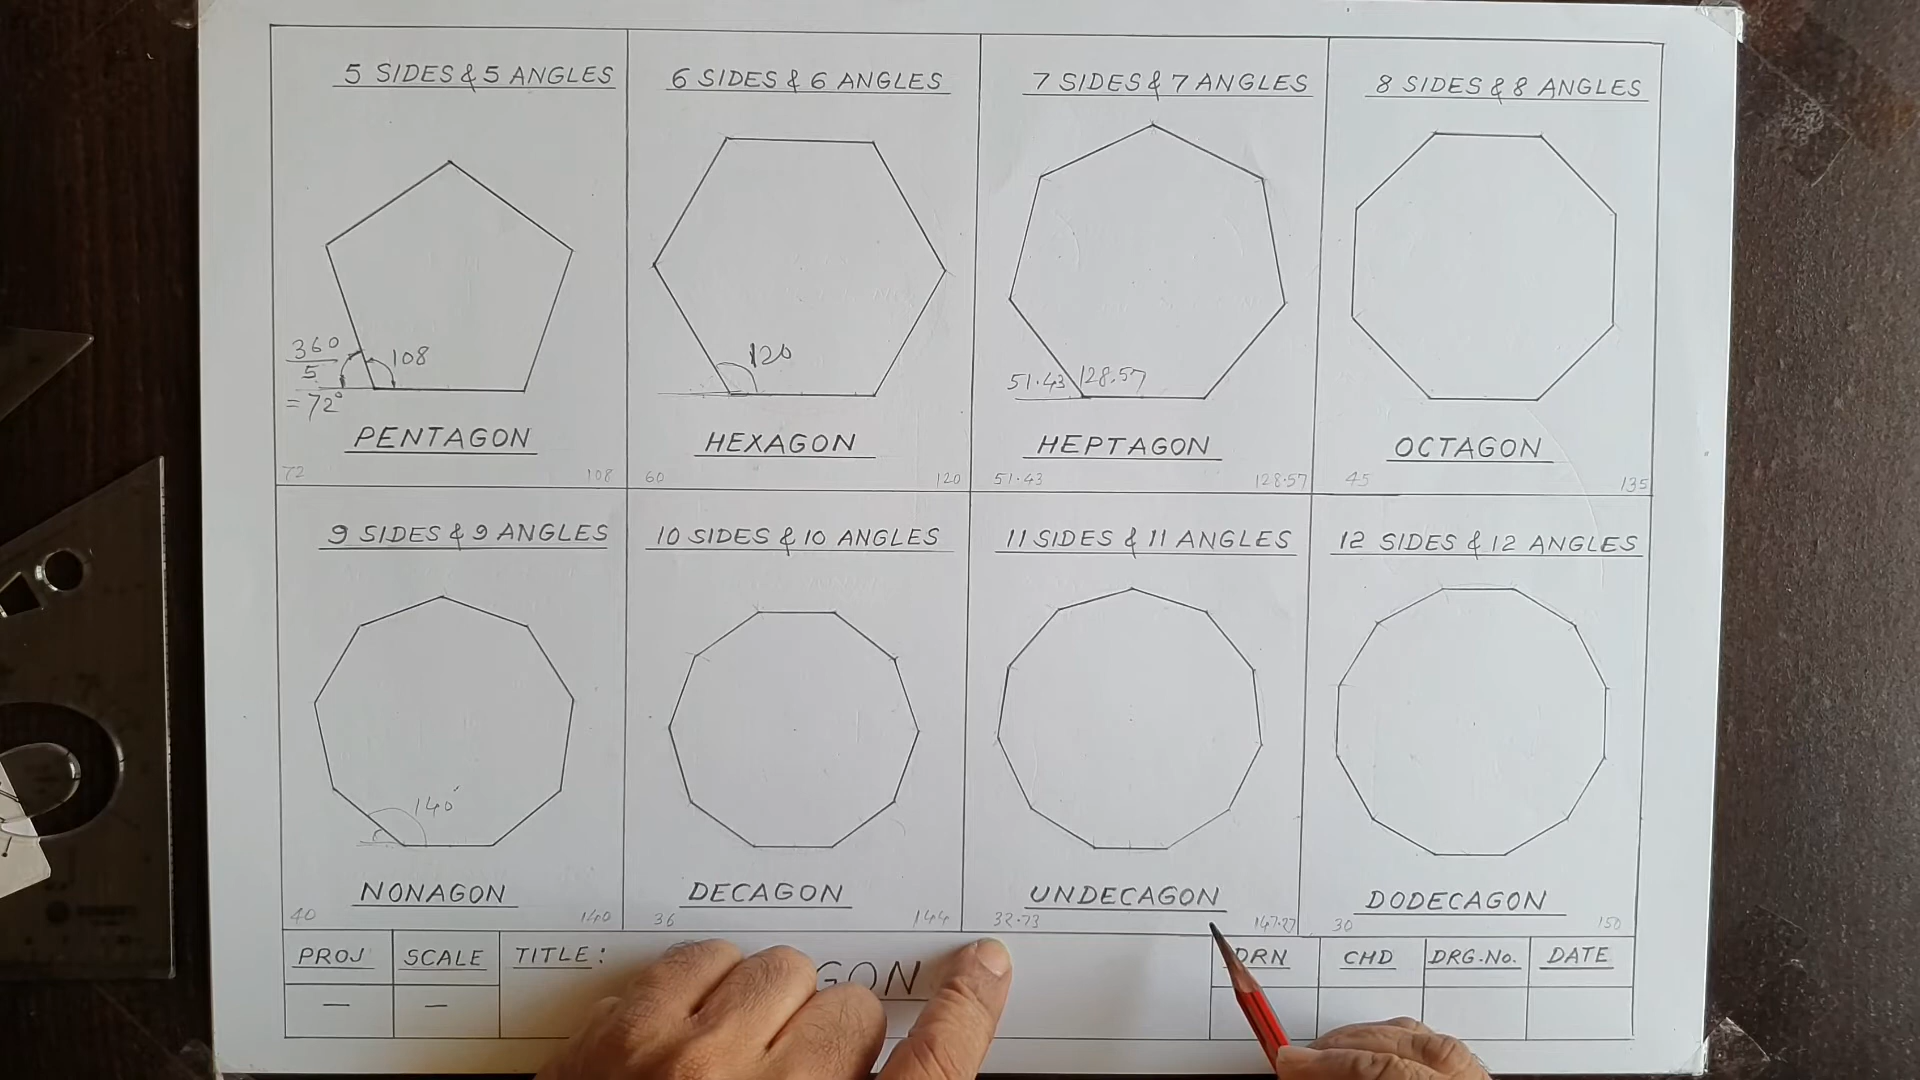 5 SIDES & 5 ANGLES
360
5
= 72°
108
PENTAGON
72 108
6 SIDES & 6 ANGLES
120
HEXAGON
60 120
7 SIDES & 7 ANGLES
51.43 128.57
HEPTAGON
51.43 128.57
8 SIDES & 8 ANGLES
OCTAGON
45 135
9 SIDES & 9 ANGLES
140°
NONAGON
40 140
10 SIDES & 10 ANGLES
DECAGON
36 144
11 SIDES & 11 ANGLES
UNDECAGON
32.73 147.27
12 SIDES & 12 ANGLES
DODECAGON
30 150
PROJ SCALE TITLE: DRN CHD DRG.No. DATE
— —